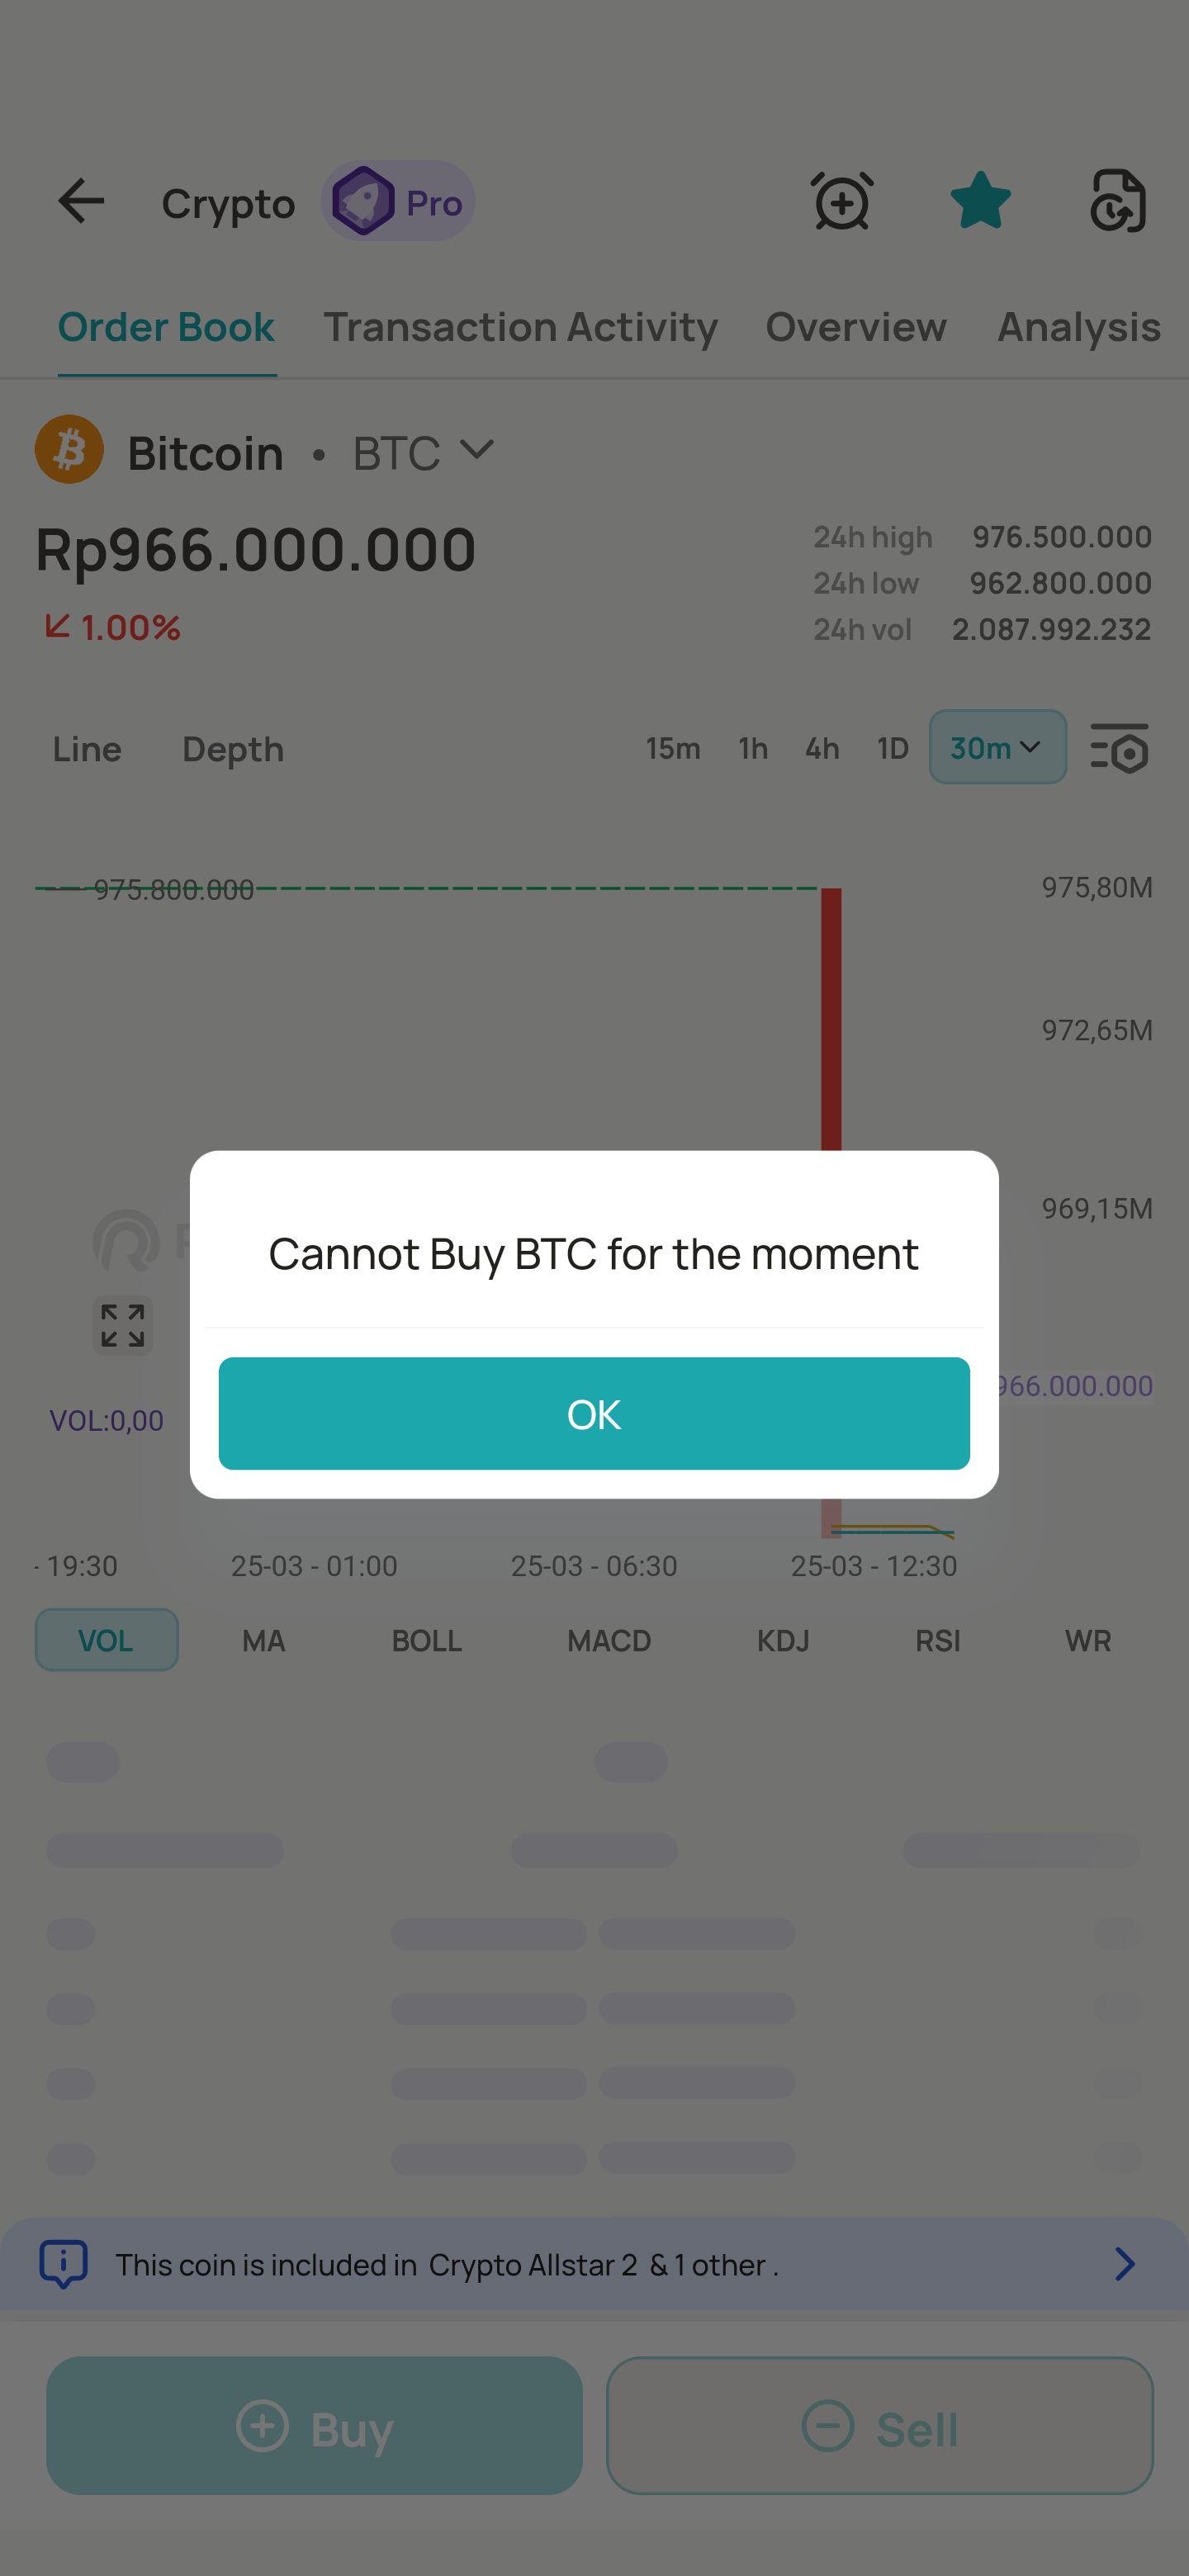 Crypto Pro
Order Book Transaction Activity Overview Analysis
Bitcoin • BTC
Rp966.000.000
1.00%
24h high 976.500.000
24h low 962.800.000
24h vol 2.087.992.232
Line Depth 15m 1h 4h 1D 30m
975.800.000
975,80M
972,65M
969,15M
Cannot Buy BTC for the moment
OK
966.000.000
VOL:0,00
- 19:30 25-03 - 01:00 25-03 - 06:30 25-03 - 12:30
VOL MA BOLL MACD KDJ RSI WR
This coin is included in Crypto Allstar 2 & 1 other .
Buy Sell